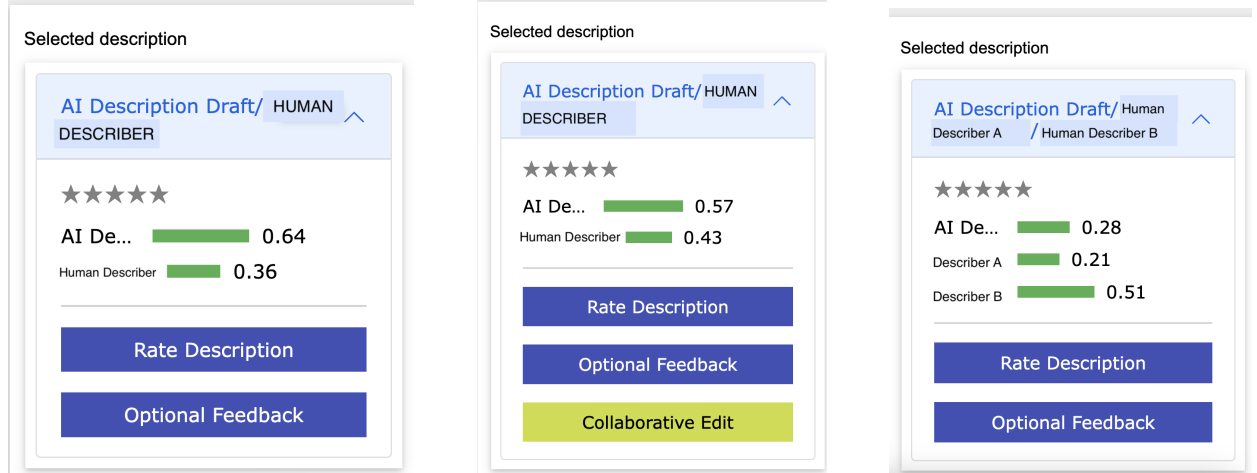 Selected description
AI Description Draft/ HUMAN
DESCRIBER
AI De... 0.64
Human Describer 0.36
Rate Description
Optional Feedback
Selected description
AI Description Draft/ HUMAN
DESCRIBER
AI De... 0.57
Human Describer 0.43
Rate Description
Optional Feedback
Collaborative Edit
Selected description
AI Description Draft/ Human
Describer A / Human Describer B
AI De... 0.28
Describer A 0.21
Describer B 0.51
Rate Description
Optional Feedback